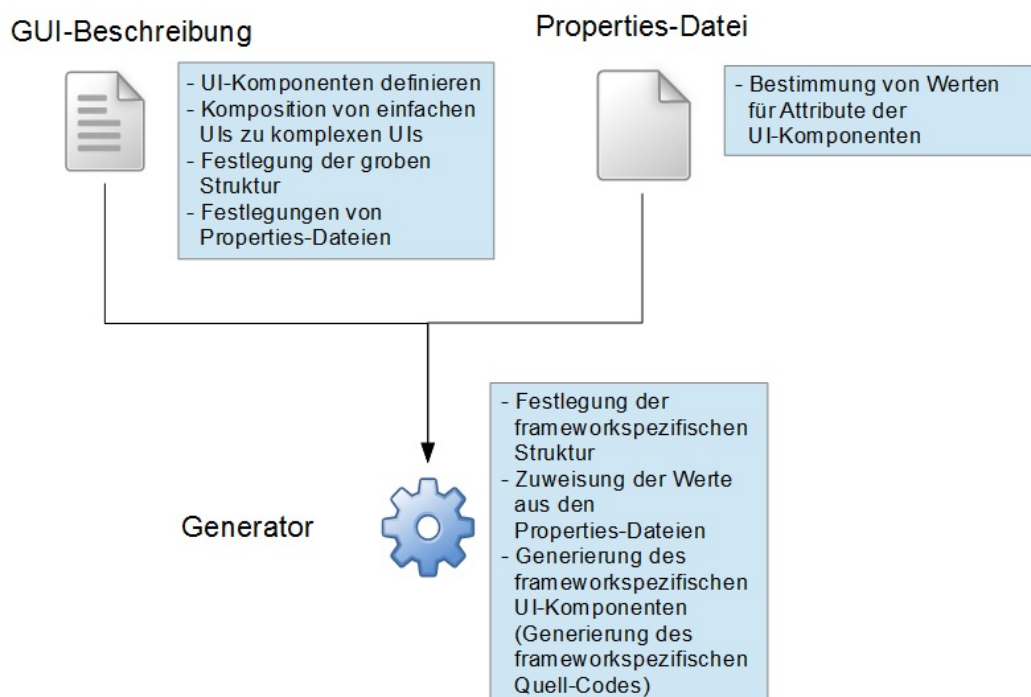 GUI-Beschreibung
- UI-Komponenten definieren
- Komposition von einfachen
UIs zu komplexen UIs
- Festlegung der groben
Struktur
- Festlegungen von
Properties-Dateien
Properties-Datei
- Bestimmung von Werten
für Attribute der
UI-Komponenten
Generator
- Festlegung der
frameworkspezifischen
Struktur
- Zuweisung der Werte
aus den
Properties-Dateien
- Generierung des
frameworkspezifischen
UI-Komponenten
(Generierung des
frameworkspezifischen
Quell-Codes)